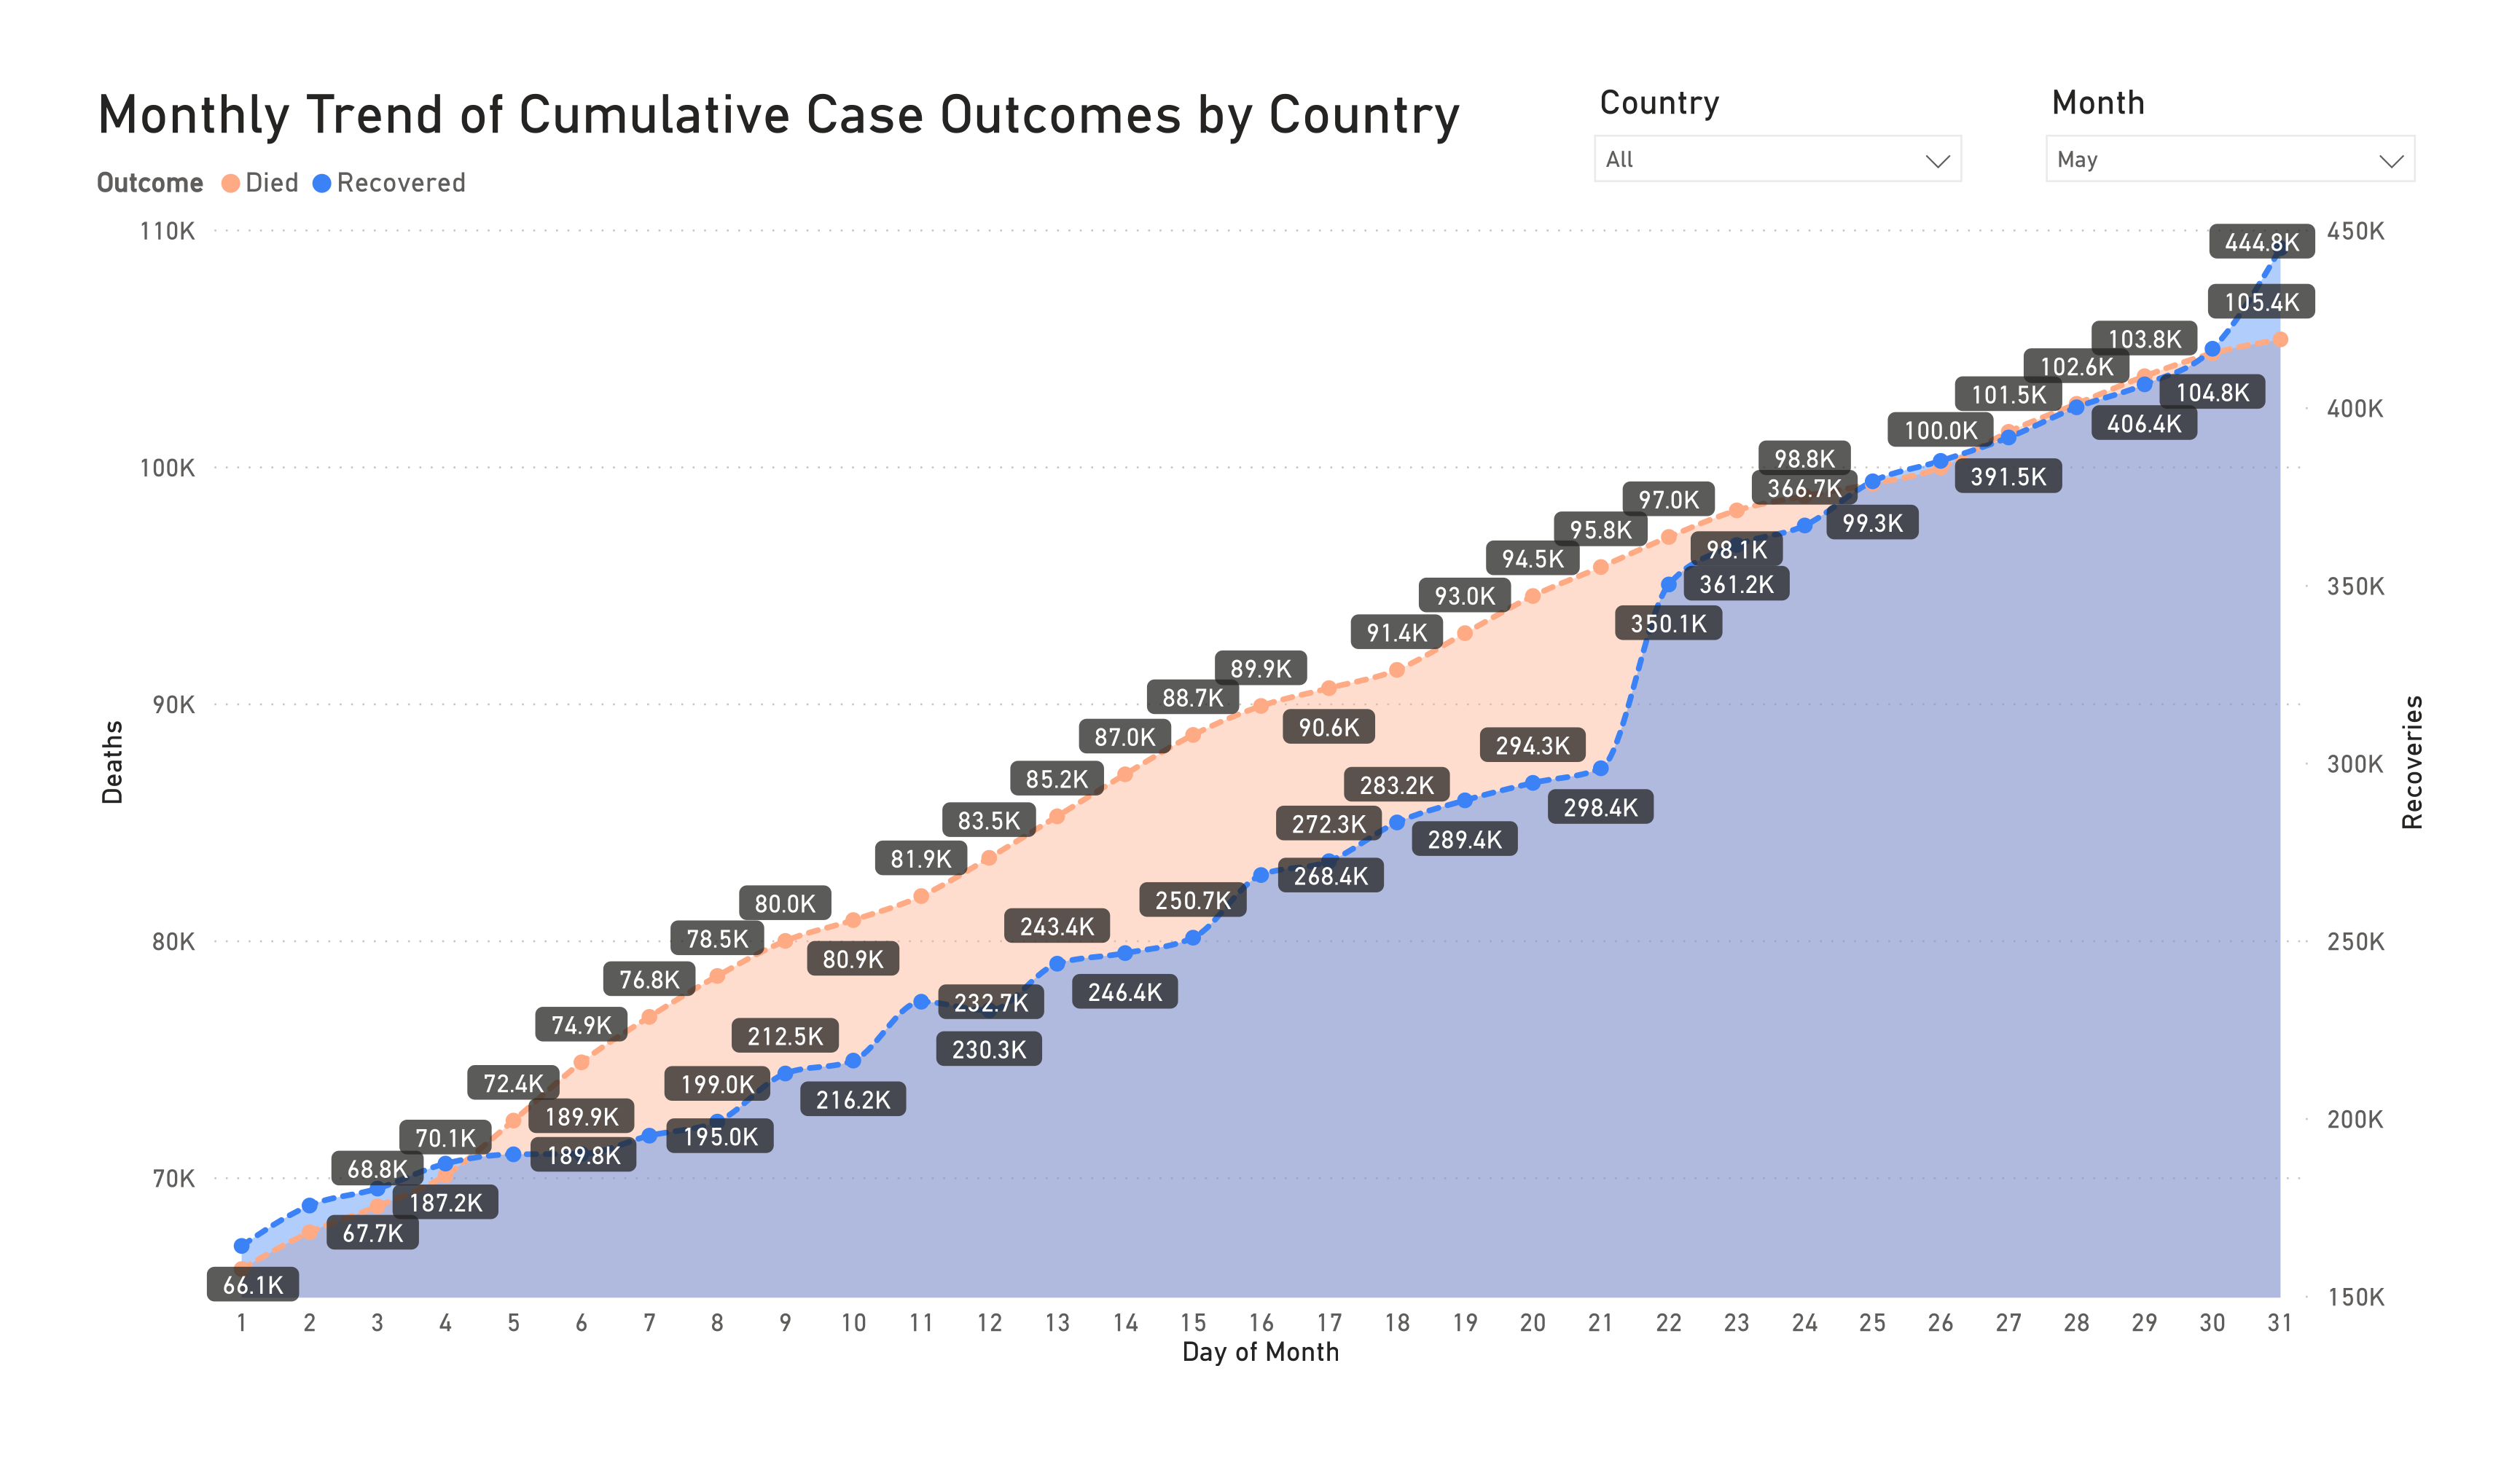 Monthly Trend of Cumulative Case Outcomes by Country
Country
Month
All
May
Outcome Died Recovered
110K
450K
444.8K
105.4K
103.8K
102.6K
104.8K
101.5K
400K
406.4K
100.0K
98.8K
100K
391.5K
366.7K
97.0K
99.3K
95.8K
98.1K
94.5K
361.2K
350K
93.0K
350.1K
91.4K
89.9K
88.7K
90K
90.6K
87.0K
294.3K
300K
85.2K
283.2K
298.4K
83.5K
272.3K
289.4K
81.9K
268.4K
80.0K
250.7K
243.4K
78.5K
80K
250K
80.9K
76.8K
246.4K
232.7K
74.9K
212.5K
230.3K
72.4K
199.0K
216.2K
189.9K
200K
70.1K
195.0K
189.8K
68.8K
70K
187.2K
67.7K
66.1K
150K
Deaths
Recoveries
1 2 3 4 5 6 7 8 9 10 11 12 13 14 15 16 17 18 19 20 21 22 23 24 25 26 27 28 29 30 31
Day of Month